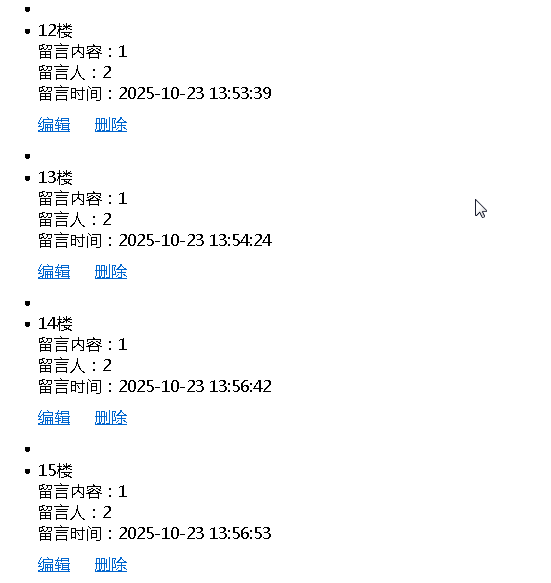 12楼
留言内容：1
留言人：2
留言时间：2025-10-23 13:53:39
编辑 删除
13楼
留言内容：1
留言人：2
留言时间：2025-10-23 13:54:24
编辑 删除
14楼
留言内容：1
留言人：2
留言时间：2025-10-23 13:56:42
编辑 删除
15楼
留言内容：1
留言人：2
留言时间：2025-10-23 13:56:53
编辑 删除